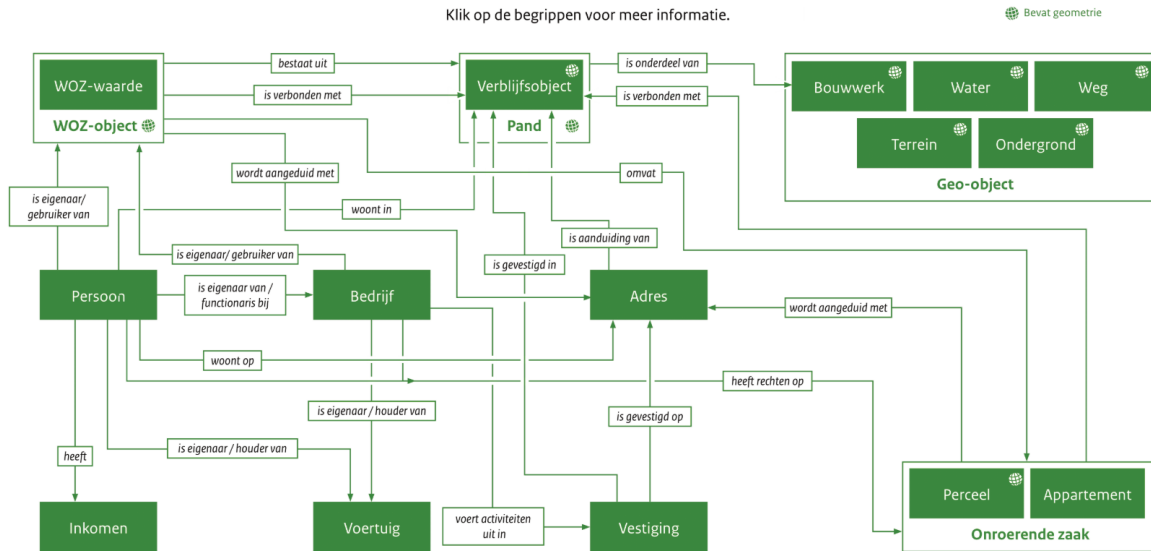 Klik op de begrippen voor meer informatie.
Bevat geometrie
WOZ-waarde
WOZ-object
bestaat uit
is verbonden met
Verblijfsobject
Pand
is onderdeel van
is verbonden met
Bouwwerk
Water
Weg
Terrein
Ondergrond
Geo-object
wordt aangeduid met
omvat
is eigenaar/
gebruiker van
woont in
is aanduiding van
is eigenaar/ gebruiker van
is gevestigd in
Persoon
is eigenaar van /
functionaris bij
Bedrijf
Adres
wordt aangeduid met
woont op
heeft rechten op
is eigenaar / houder van
is gevestigd op
is eigenaar / houder van
heeft
Perceel
Appartement
Onroerende zaak
Inkomen
Voertuig
voert activiteiten
uit in
Vestiging